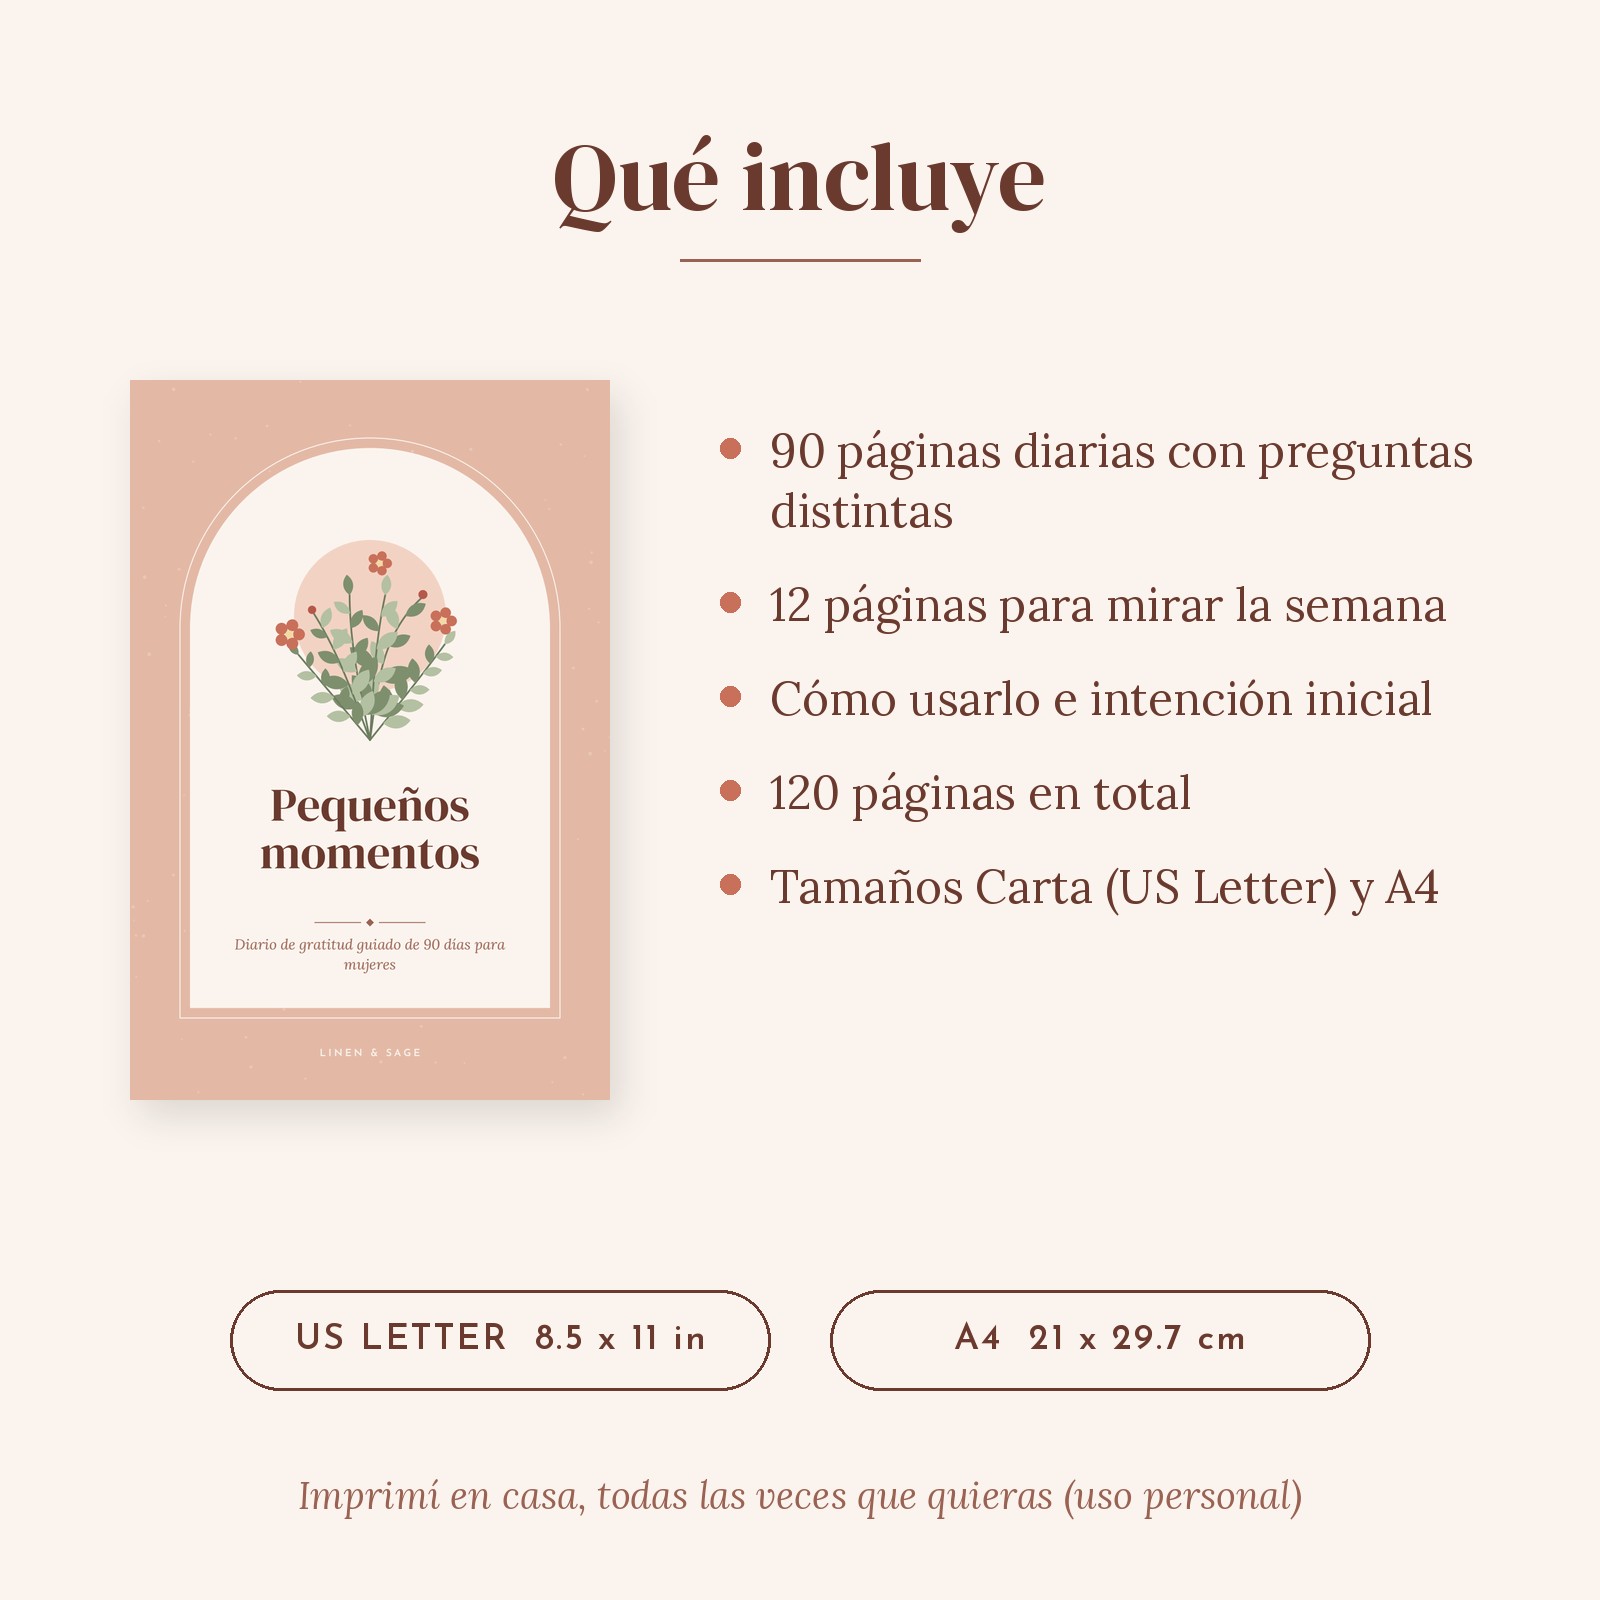 Qué incluye
Pequeños
momentos
Diario de gratitud guiado de 90 días para
mujeres
LINEN & SAGE
90 páginas diarias con preguntas
distintas
12 páginas para mirar la semana
Cómo usarlo e intención inicial
120 páginas en total
Tamaños Carta (US Letter) y A4
US LETTER 8.5 x 11 in
A4 21 x 29.7 cm
Imprimí en casa, todas las veces que quieras (uso personal)